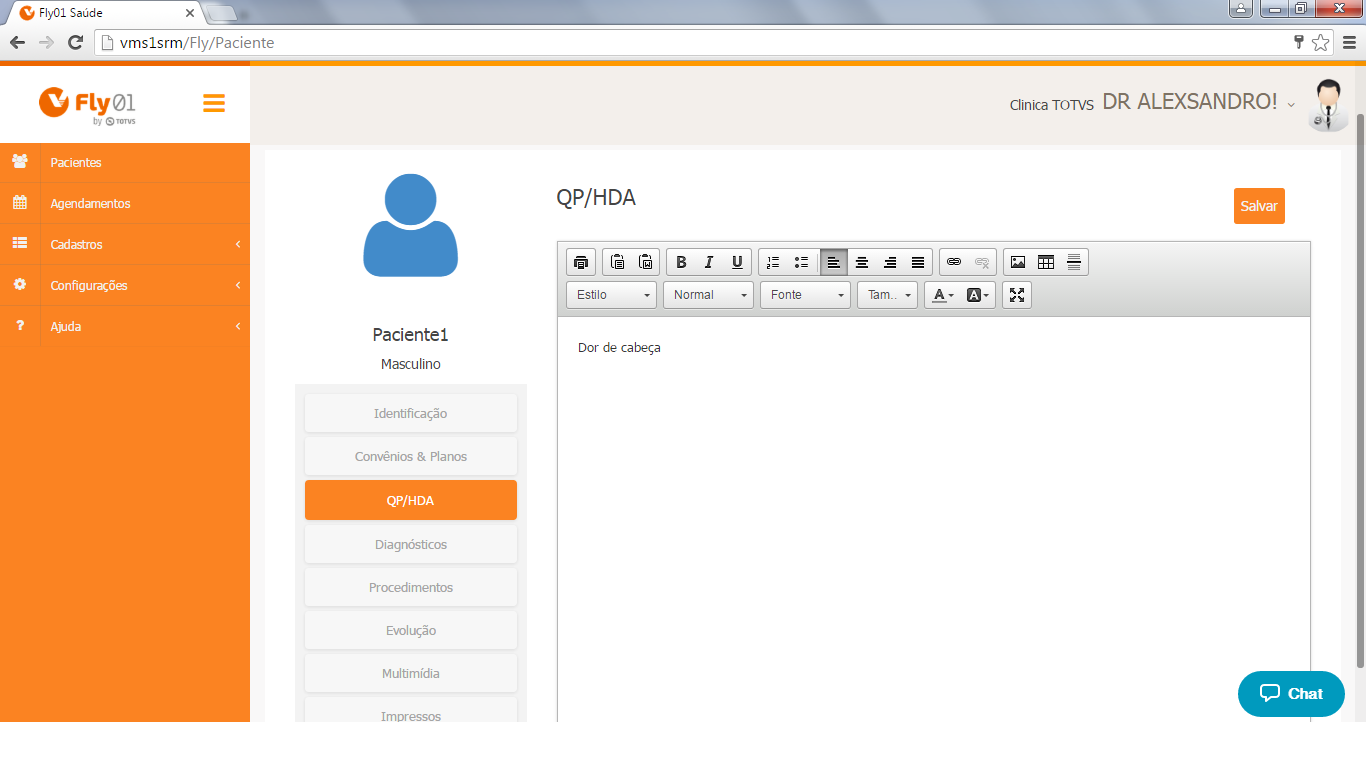 Fly01 Saúde
vms1srm/Fly/Paciente
Fly01
by TOTVS
Clinica TOTVS DR ALEXSANDRO!
Pacientes
Agendamentos
Cadastros
Configurações
Ajuda
Paciente1
Masculino
Identificação
Convênios & Planos
QP/HDA
Diagnósticos
Procedimentos
Evolução
Multimídia
Impressos
QP/HDA
Salvar
B I U
Estilo Normal Fonte Tam.. A A
Dor de cabeça
Chat